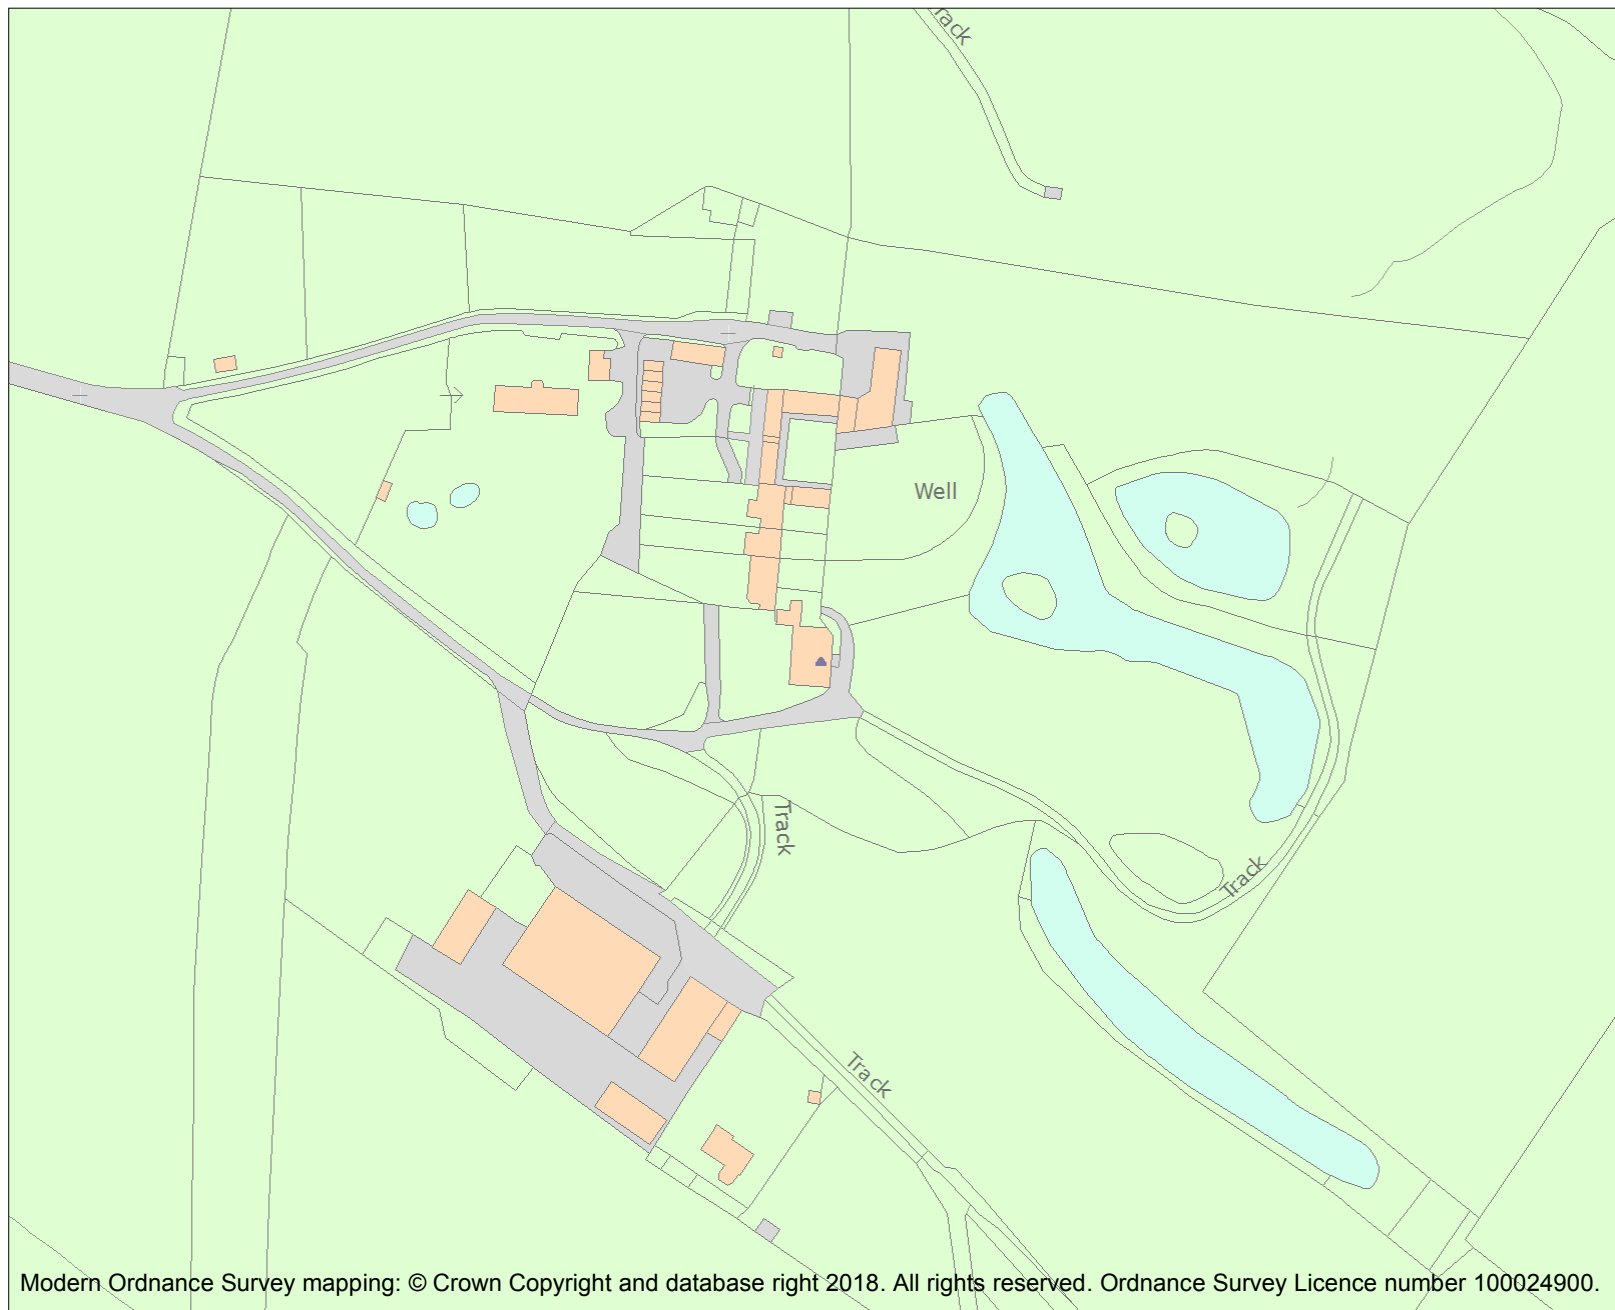 Track
Well
Track
Track
Track
Modern Ordnance Survey mapping: © Crown Copyright and database right 2018. All rights reserved. Ordnance Survey Licence number 100024900.